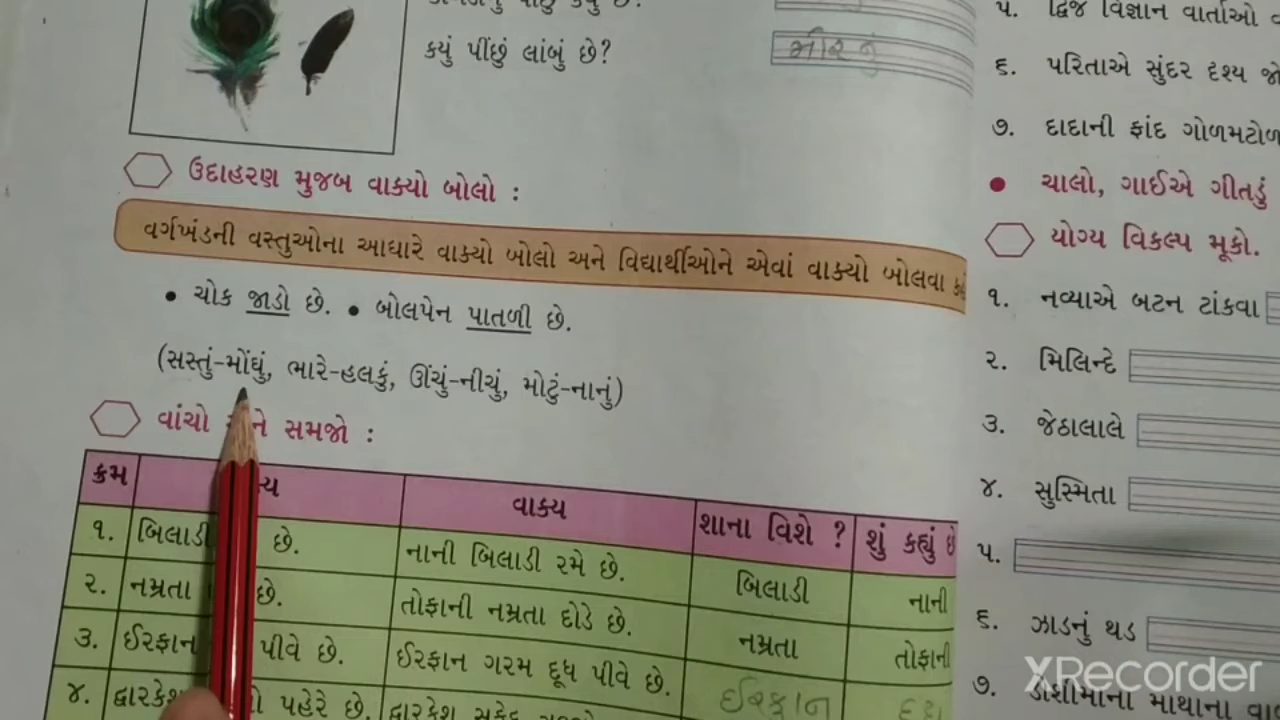 કયું પીંછું લાંબું છે?
મોરનું
ઉદાહરણ મુજબ વાક્યો બોલો :
વર્ગખંડની વસ્તુઓના આધારે વાક્યો બોલો અને વિદ્યાર્થીઓને એવાં વાક્યો બોલવા
• ચોક જાડો છે. • બોલપેન પાતળી છે.
(સસ્તું-મોંઘું, ભારે-હલકું, ઊંચું-નીચું, મોટું-નાનું)
વાંચો સમજો :
ક્રમ વાક્ય શાના વિશે ? શું કહ્યું
૧. બિલાડી છે. નાની બિલાડી રમે છે. બિલાડી નાની
૨. નમ્રતા છે. તોફાની નમ્રતા દોડે છે. નમ્રતા તોફાની
૩. ઈરફાન પીવે છે. ઈરફાન ગરમ દૂધ પીવે છે. ઈરફાન
૪. પહેરે છે. દ્વારકેશ સફેદ
૫. દ્વિજ વિજ્ઞાન વાર્તાઓ
૬. પરિતાએ સુંદર દૃશ્ય
૭. દાદાની ફાંદ ગોળમટોળ
• ચાલો, ગાઈએ ગીતડું
યોગ્ય વિકલ્પ મૂકો.
૧. નવ્યાએ બટન ટાંકવા
૨. મિલિન્દે
૩. જેઠાલાલે
૪. સુસ્મિતા
૫.
૬. ઝાડનું થડ
૭. ડોશીમાના માથાના
XRecorder